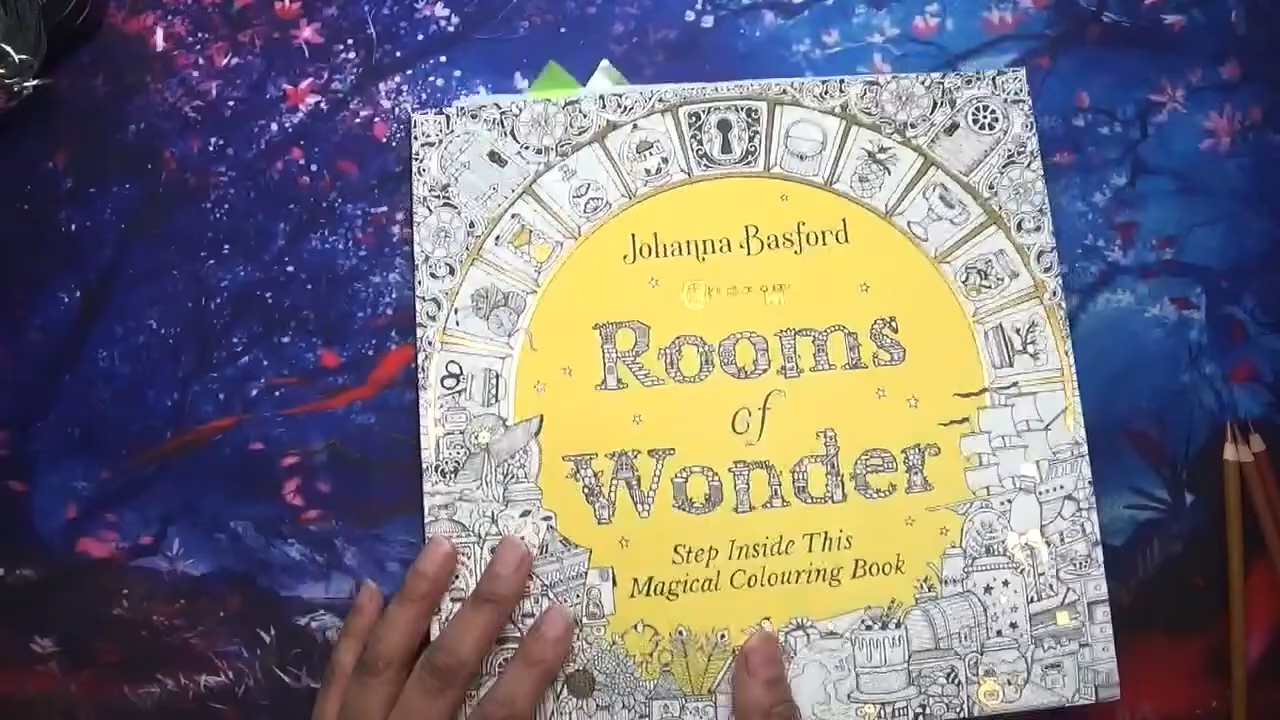 Johanna Basford
Rooms
of
Wonder
Step Inside This
Magical Colouring Book